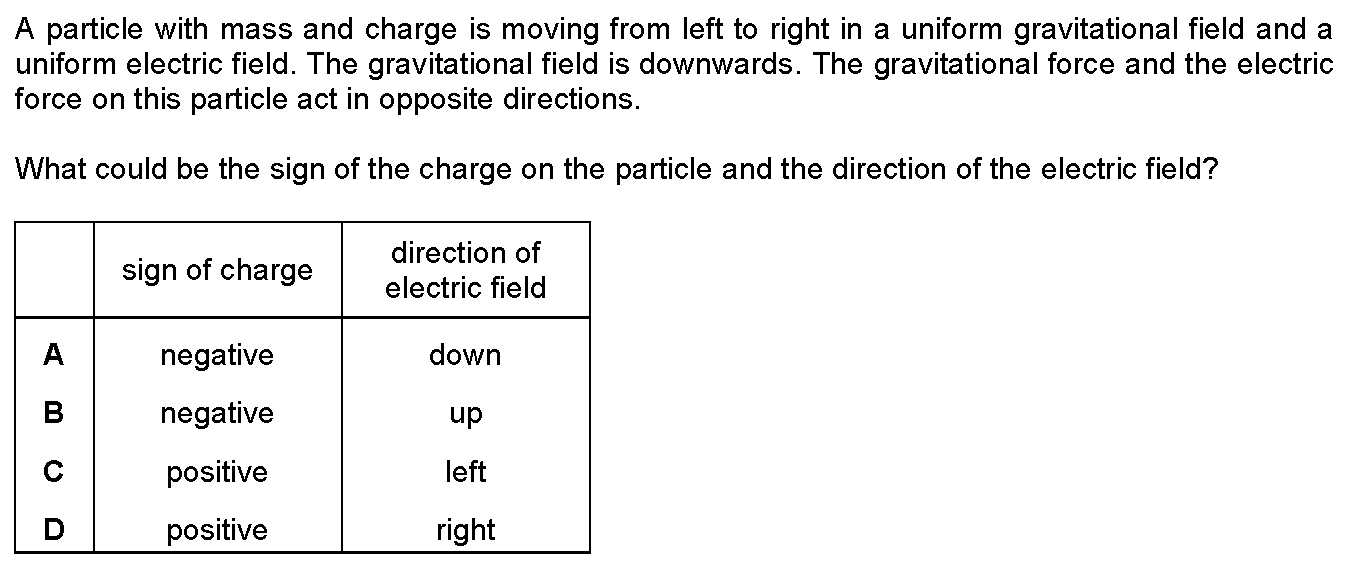 A particle with mass and charge is moving from left to right in a uniform gravitational field and a
uniform electric field. The gravitational field is downwards. The gravitational force and the electric
force on this particle act in opposite directions.
What could be the sign of the charge on the particle and the direction of the electric field?
sign of charge
direction of
electric field
A negative down
B negative up
C positive left
D positive right